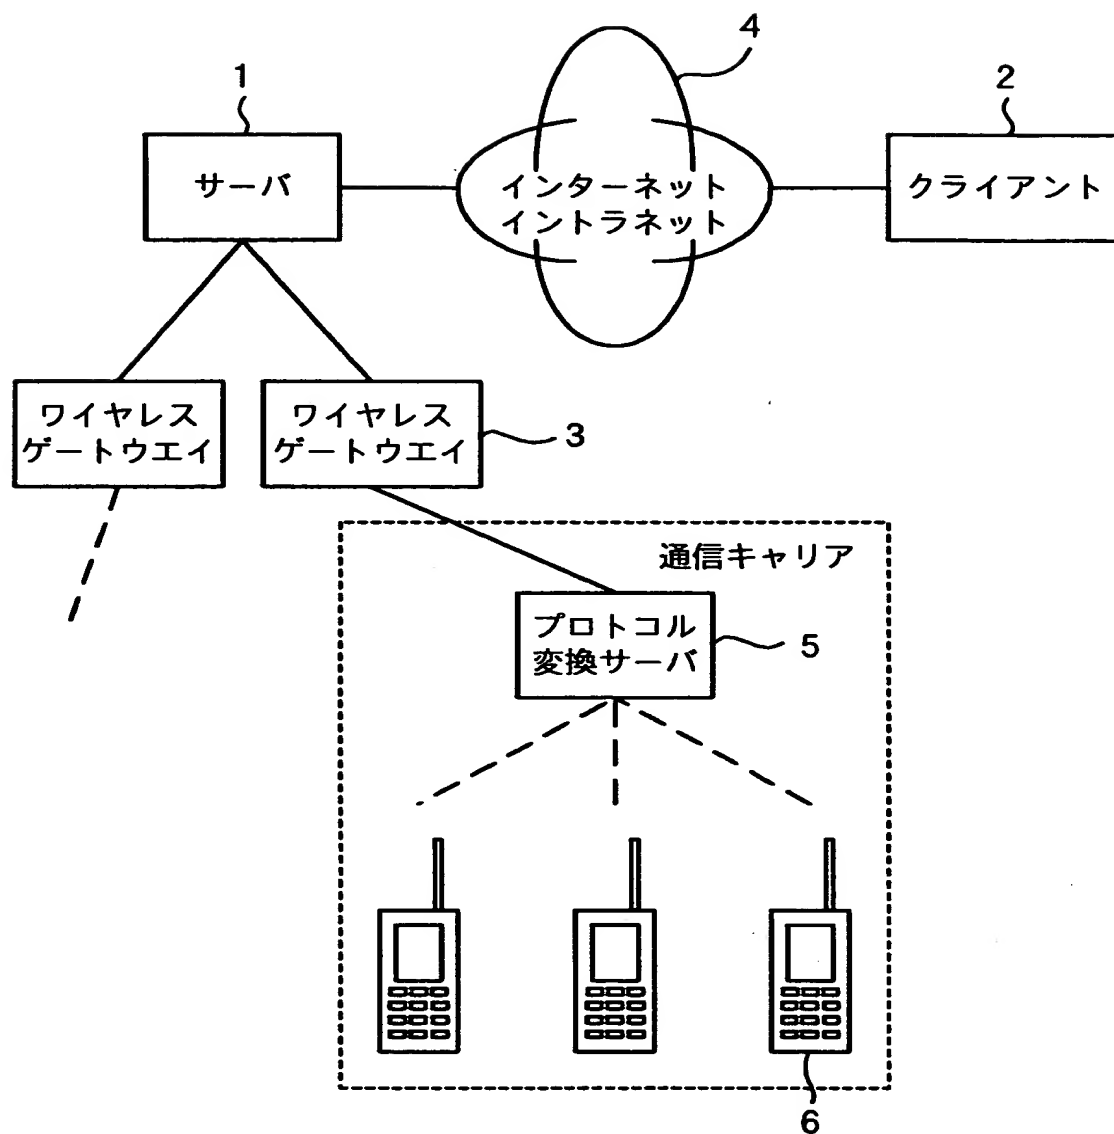 4
1
2
サーバ
インターネット
イントラネット
クライアント
ワイヤレス
ゲートウエイ
ワイヤレス
ゲートウエイ
3
通信キャリア
プロトコル
変換サーバ
5
6